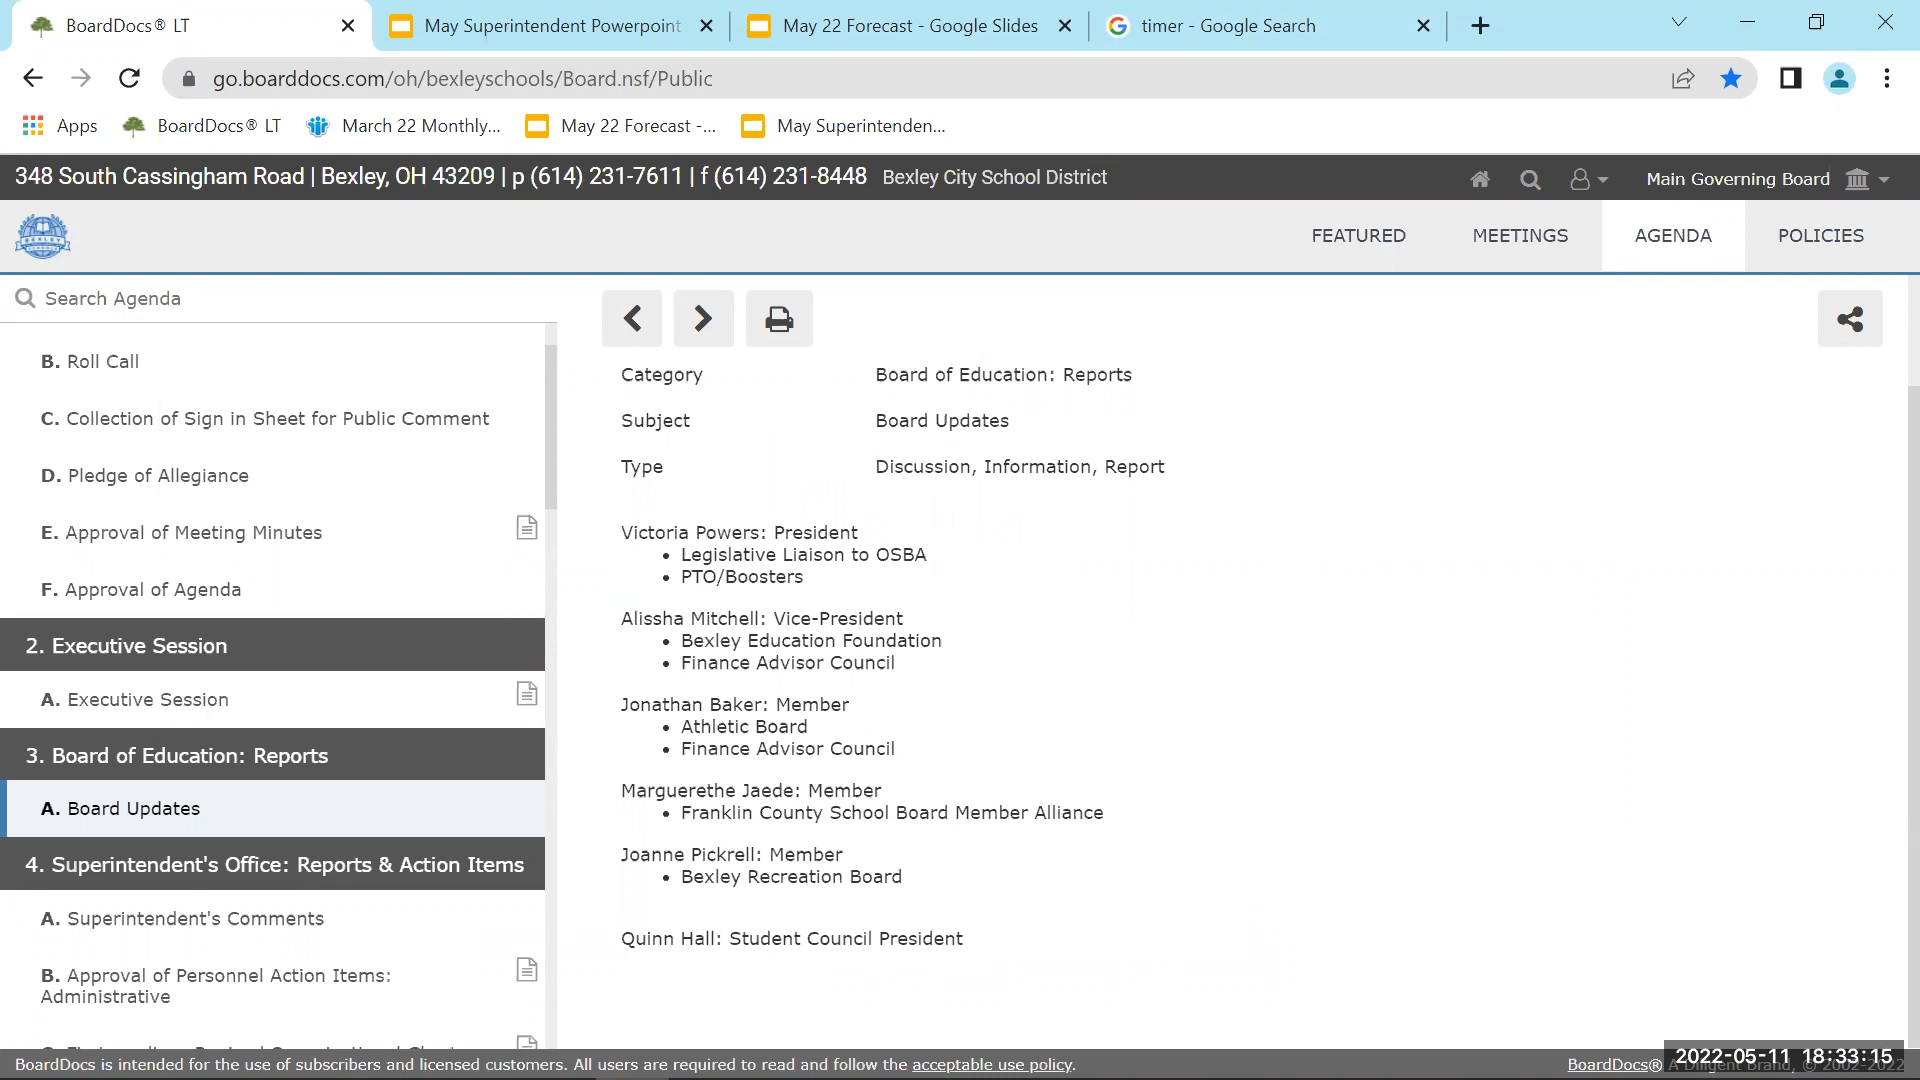 BoardDocs® LT
May Superintendent Powerpoint
May 22 Forecast - Google Slides
timer - Google Search
go.boarddocs.com/oh/bexleyschools/Board.nsf/Public
Apps
BoardDocs® LT
March 22 Monthly...
May 22 Forecast -...
May Superintenden...
348 South Cassingham Road | Bexley, OH 43209 | p (614) 231-7611 | f (614) 231-8448 Bexley City School District
Main Governing Board
BEXLEY
FEATURED
MEETINGS
AGENDA
POLICIES
Search Agenda
B. Roll Call
C. Collection of Sign in Sheet for Public Comment
D. Pledge of Allegiance
E. Approval of Meeting Minutes
F. Approval of Agenda
2. Executive Session
A. Executive Session
3. Board of Education: Reports
A. Board Updates
4. Superintendent's Office: Reports & Action Items
A. Superintendent's Comments
B. Approval of Personnel Action Items:
Administrative
Category Board of Education: Reports
Subject Board Updates
Type Discussion, Information, Report
Victoria Powers: President
• Legislative Liaison to OSBA
• PTO/Boosters
Alissha Mitchell: Vice-President
• Bexley Education Foundation
• Finance Advisor Council
Jonathan Baker: Member
• Athletic Board
• Finance Advisor Council
Marguerethe Jaede: Member
• Franklin County School Board Member Alliance
Joanne Pickrell: Member
• Bexley Recreation Board
Quinn Hall: Student Council President
BoardDocs is intended for the use of subscribers and licensed customers. All users are required to read and follow the acceptable use policy.
BoardDocs® A Diligent Brand, © 2002-2022
2022-05-11 18:33:15